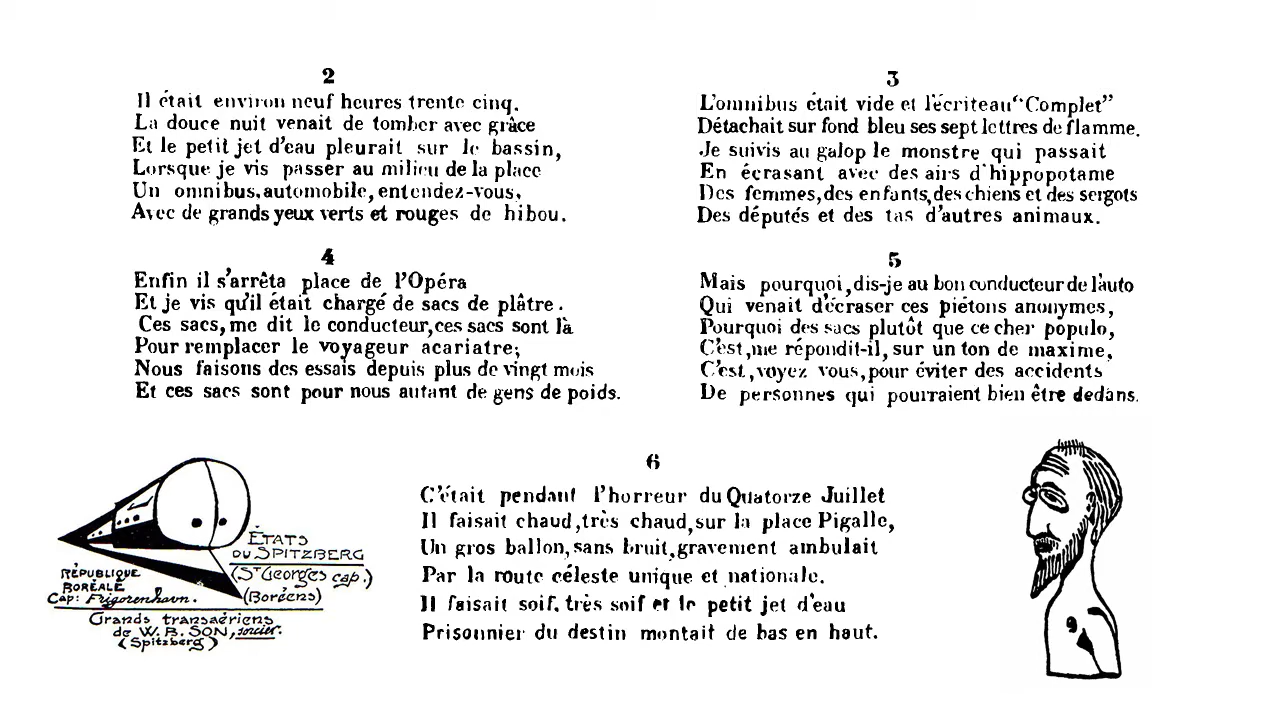 2
Il était environ neuf heures trente cinq.
La douce nuit venait de tomber avec grâce
Et le petit jet d'eau pleurait sur le bassin,
Lorsque je vis passer au milieu de la place
Un omnibus, automobile, entendez-vous,
Avec de grands yeux verts et rouges de hibou.
3
L'omnibus était vide et l'écriteau "Complet"
Détachait sur fond bleu ses sept lettres de flamme.
Je suivis au galop le monstre qui passait
En écrasant avec des airs d'hippopotame
Des femmes, des enfants, des chiens et des sergots
Des députés et des tas d'autres animaux.
4
Enfin il s'arrêta place de l'Opéra
Et je vis qu'il était chargé de sacs de plâtre.
Ces sacs, me dit le conducteur, ces sacs sont là
Pour remplacer le voyageur acariatre;
Nous faisons des essais depuis plus de vingt mois
Et ces sacs sont pour nous autant de gens de poids.
5
Mais pourquoi, dis-je au bon conducteur de l'auto
Qui venait d'écraser ces piétons anonymes,
Pourquoi des sacs plutôt que ce cher populo,
C'est, me répondit-il, sur un ton de maxime,
C'est, voyez vous, pour éviter des accidents
De personnes qui pourraient bien être dedans.
6
C'était pendant l'horreur du Quatorze Juillet
Il faisait chaud, très chaud, sur la place Pigalle,
Un gros ballon, sans bruit, gravement ambulait
Par la route céleste unique et nationale.
Il faisait soif, très soif et le petit jet d'eau
Prisonnier du destin montait de bas en haut.
ÉTATS
DU SPITZBERG
(St Georges cap.)
(Boréens)
RÉPUBLIQUE
BORÉALE
Cap: Frigorenhavn.
Grands transaériens
de W. B. SON, sorcier.
(Spitzberg)